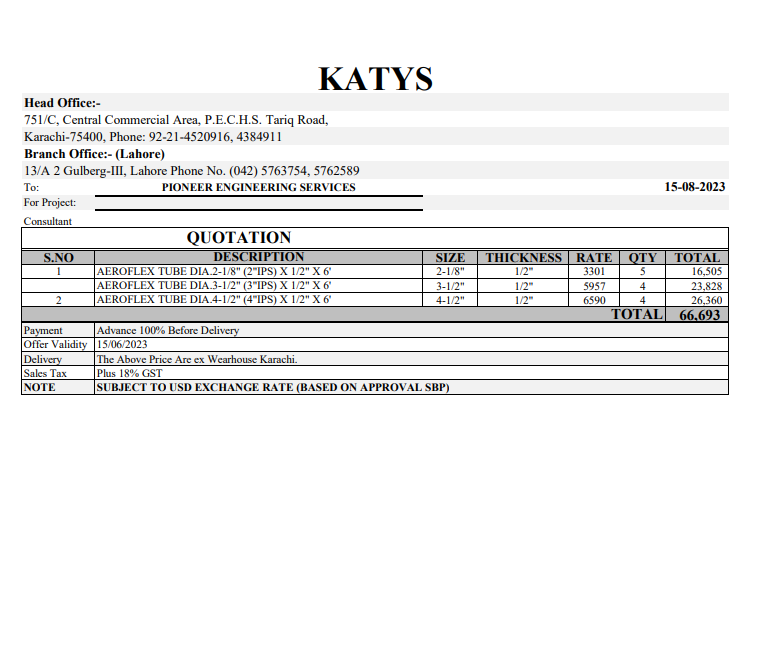 KATYS
Head Office:-
751/C, Central Commercial Area, P.E.C.H.S. Tariq Road,
Karachi-75400, Phone: 92-21-4520916, 4384911
Branch Office:- (Lahore)
13/A 2 Gulberg-III, Lahore Phone No. (042) 5763754, 5762589
To: PIONEER ENGINEERING SERVICES 15-08-2023
For Project:
Consultant
QUOTATION
S.NO DESCRIPTION SIZE THICKNESS RATE QTY TOTAL
1 AEROFLEX TUBE DIA.2-1/8" (2"IPS) X 1/2" X 6' 2-1/8" 1/2" 3301 5 16,505
AEROFLEX TUBE DIA.3-1/2" (3"IPS) X 1/2" X 6' 3-1/2" 1/2" 5957 4 23,828
2 AEROFLEX TUBE DIA.4-1/2" (4"IPS) X 1/2" X 6' 4-1/2" 1/2" 6590 4 26,360
TOTAL 66,693
Payment Advance 100% Before Delivery
Offer Validity 15/06/2023
Delivery The Above Price Are ex Wearhouse Karachi.
Sales Tax Plus 18% GST
NOTE SUBJECT TO USD EXCHANGE RATE (BASED ON APPROVAL SBP)